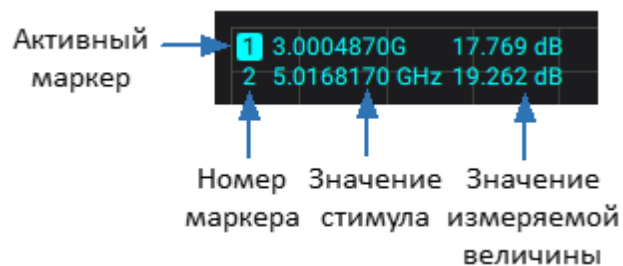 Активный
маркер
1 3.0004870G 17.769 dB
2 5.0168170 GHz 19.262 dB
Номер маркера
Значение стимула
Значение измеряемой величины